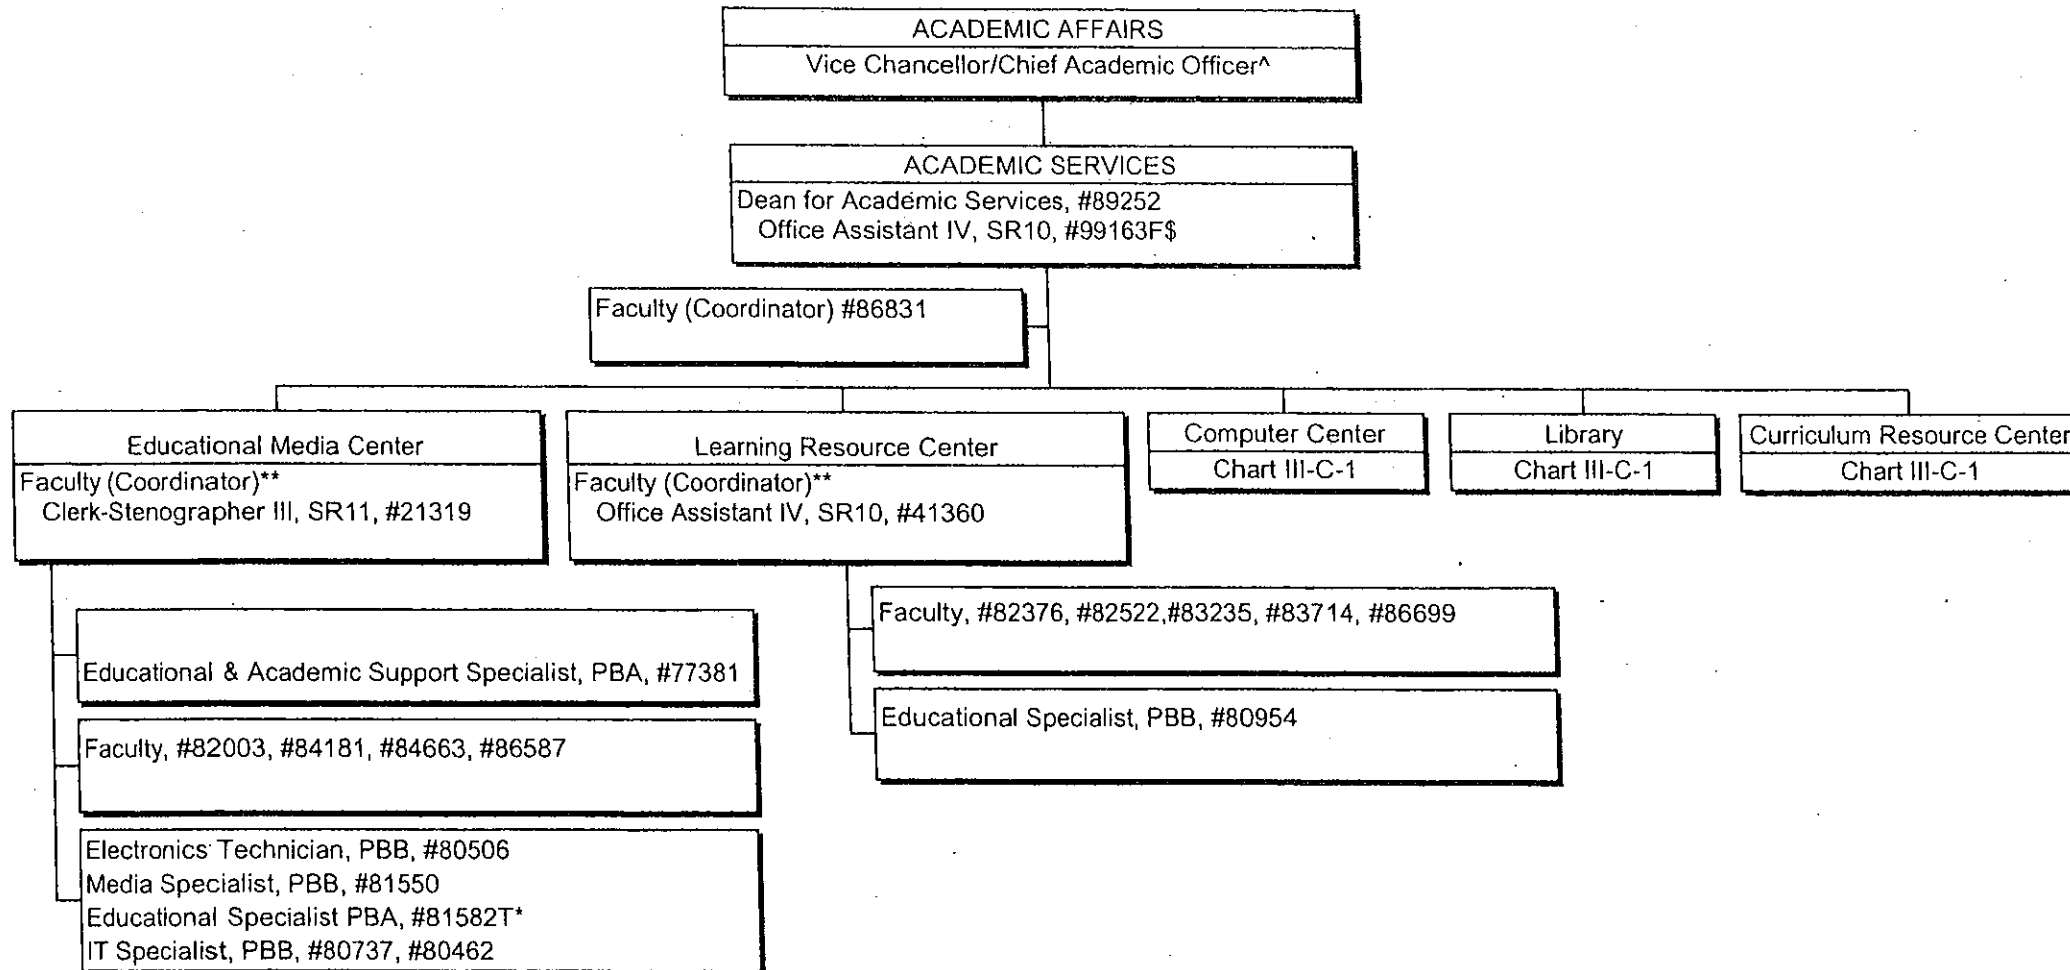 ACADEMIC AFFAIRS
Vice Chancellor/Chief Academic Officer^
ACADEMIC SERVICES
Dean for Academic Services, #89252
Office Assistant IV, SR10, #99163F$
Faculty (Coordinator) #86831
Educational Media Center
Faculty (Coordinator)**
Clerk-Stenographer III, SR11, #21319
Learning Resource Center
Faculty (Coordinator)**
Office Assistant IV, SR10, #41360
Computer Center
Chart III-C-1
Library
Chart III-C-1
Curriculum Resource Center
Chart III-C-1
Educational & Academic Support Specialist, PBA, #77381
Faculty, #82003, #84181, #84663, #86587
Electronics Technician, PBB, #80506
Media Specialist, PBB, #81550
Educational Specialist PBA, #81582T*
IT Specialist, PBB, #80737, #80462
Faculty, #82376, #82522,#83235, #83714, #86699
Educational Specialist, PBB, #80954